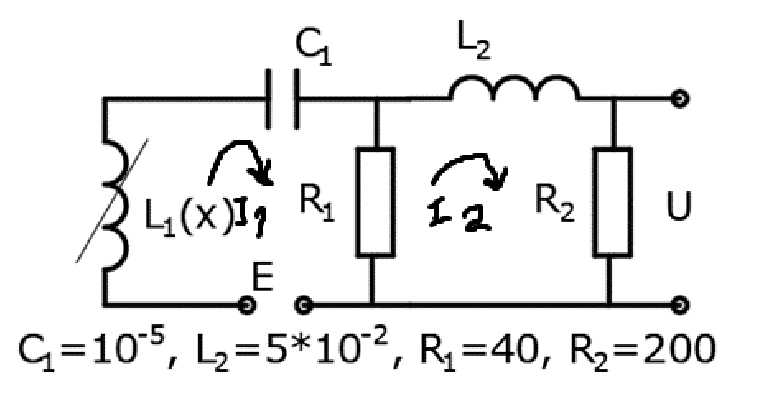 C₁
L₂
L₁(x) I1 R₁ I2 R₂ U
E
C₁=10⁻⁵, L₂=5*10⁻², R₁=40, R₂=200